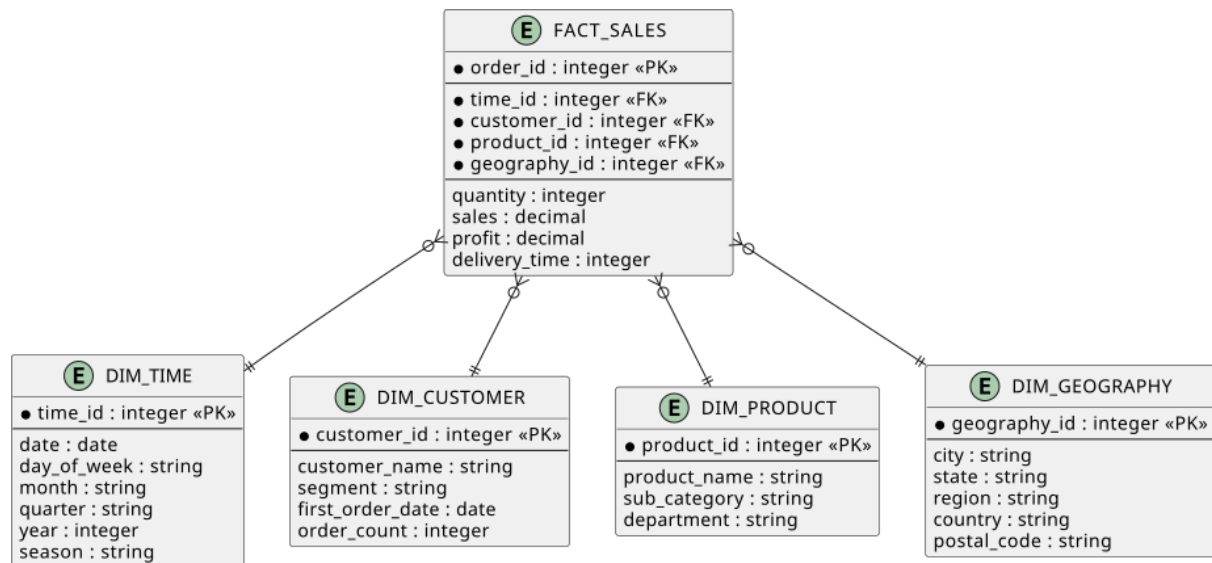 E FACT_SALES
• order_id : integer «PK»
• time_id : integer «FK»
• customer_id : integer «FK»
• product_id : integer «FK»
• geography_id : integer «FK»
quantity : integer
sales : decimal
profit : decimal
delivery_time : integer
E DIM_TIME
• time_id : integer «PK»
date : date
day_of_week : string
month : string
quarter : string
year : integer
season : string
E DIM_CUSTOMER
• customer_id : integer «PK»
customer_name : string
segment : string
first_order_date : date
order_count : integer
E DIM_PRODUCT
• product_id : integer «PK»
product_name : string
sub_category : string
department : string
E DIM_GEOGRAPHY
• geography_id : integer «PK»
city : string
state : string
region : string
country : string
postal_code : string